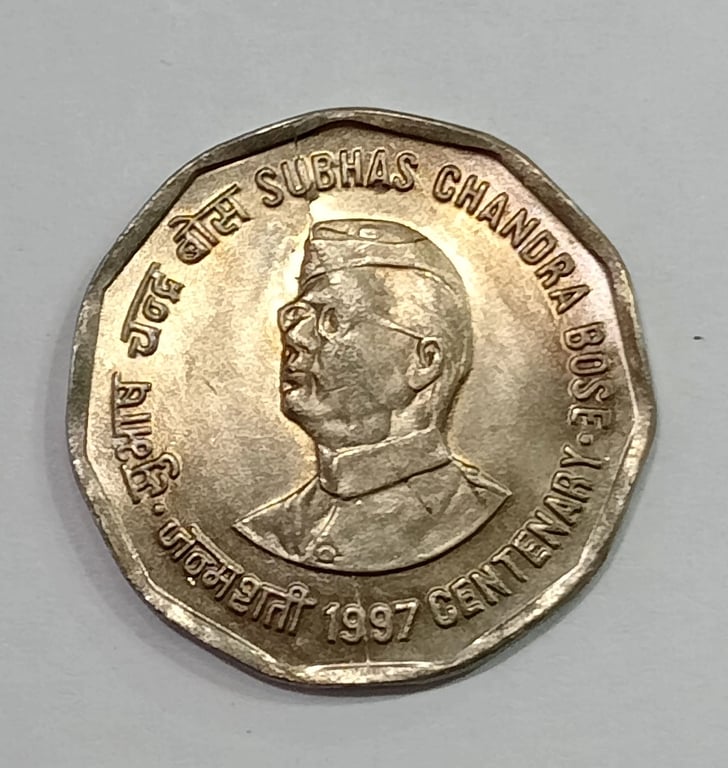 सुभाष चन्द्र बोस SUBHAS CHANDRA BOSE ·
· जन्मशती 1997 CENTENARY